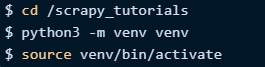 $ cd /scrapy_tutorials
$ python3 -m venv venv
$ source venv/bin/activate